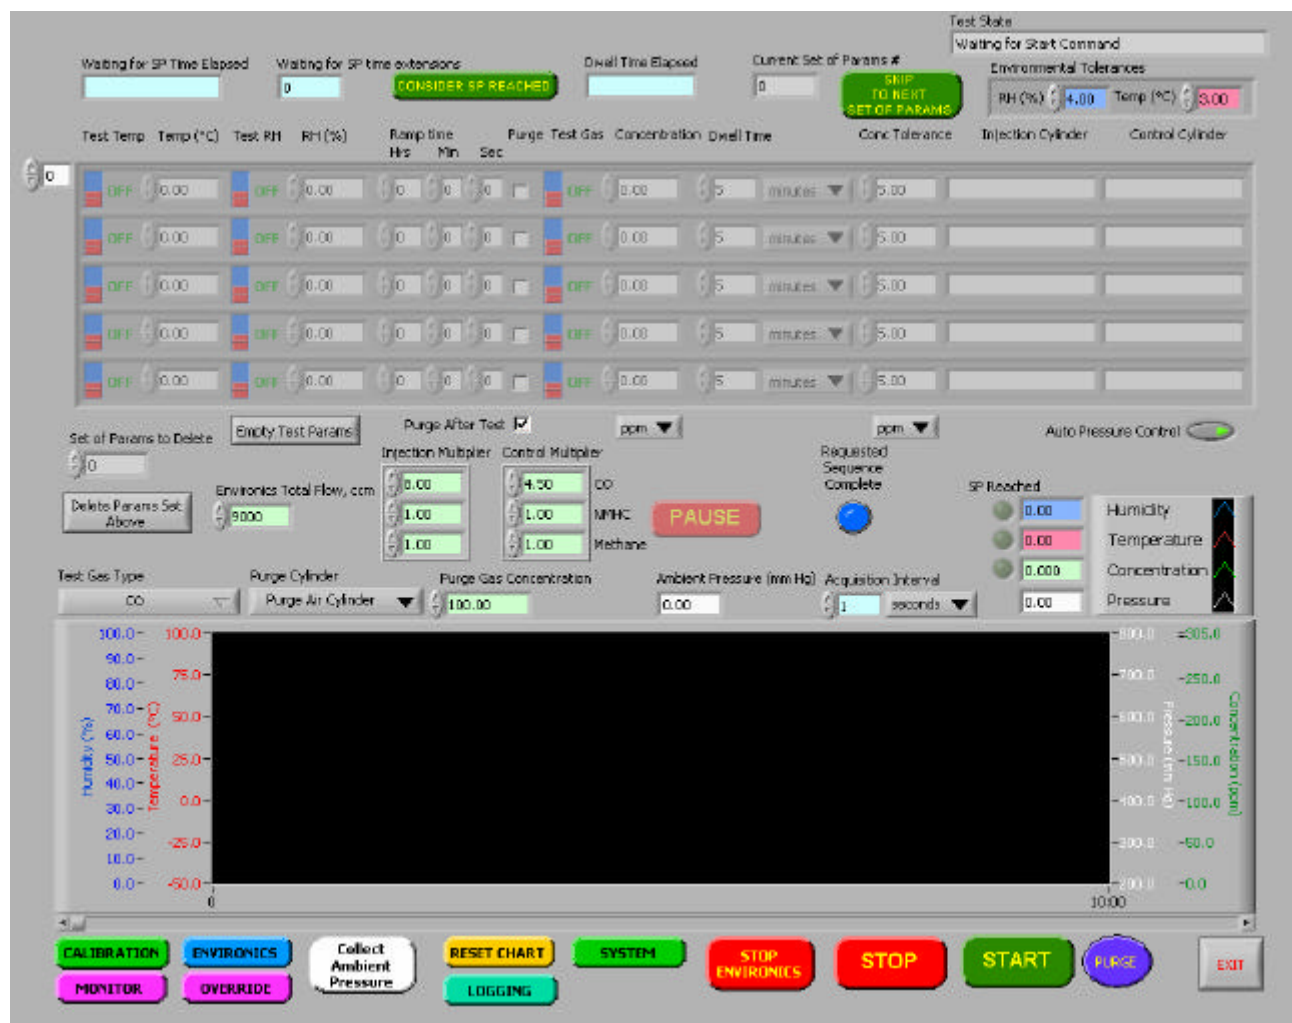 Test State
Waiting for Start Command
Waiting for SP Time Elapsed
Waiting for SP time extensions
0
CONSIDER SP REACHED
Dwell Time Elapsed
Current Set of Params #
0
SKIP
TO NEXT
SET OF PARAMS
Environmental Tolerances
RH (%) 4.00 Temp (°C) 3.00
Test Temp Temp (°C) Test RH RH (%) Ramp time Purge Test Gas Concentration Dwell Time Conc Tolerance Injection Cylinder Control Cylinder
Hrs Min Sec
0
OFF 0.00 OFF 0.00 0 0 0 OFF 0.00 5 minutes 5.00
OFF 0.00 OFF 0.00 0 0 0 OFF 0.00 5 minutes 5.00
OFF 0.00 OFF 0.00 0 0 0 OFF 0.00 5 minutes 5.00
OFF 0.00 OFF 0.00 0 0 0 OFF 0.00 5 minutes 5.00
OFF 0.00 OFF 0.00 0 0 0 OFF 0.00 5 minutes 5.00
Set of Params to Delete
0
Empty Test Params
Purge After Test
ppm
ppm
Auto Pressure Control
Delete Params Set
Above
Environics Total Flow, ccm
9000
Injection Multiplier Control Multiplier
4.50 CO
1.00 1.00 NMHC
1.00 1.00 Methane
PAUSE
Requested
Sequence
Complete
SP Reached
0.00 Humidity
0.00 Temperature
0.000 Concentration
0.00 Pressure
Test Gas Type
CO
Purge Cylinder
Purge Air Cylinder
Purge Gas Concentration
100.00
Ambient Pressure (mm Hg)
0.00
Acquisition Interval
1 seconds
Humidity (%)
100.0
90.0
80.0
70.0
60.0
50.0
40.0
30.0
20.0
10.0
0.0
Temperature (°C)
100.0
75.0
50.0
25.0
0.0
-25.0
-50.0
0
10:00
800.0
700.0
600.0
500.0
400.0
300.0
200.0
Pressure (mm Hg)
305.0
250.0
200.0
150.0
100.0
50.0
0.0
Concentration (ppm)
CALIBRATION
ENVIRONICS
Collect
Ambient
Pressure
RESET CHART
SYSTEM
STOP
ENVIRONICS
STOP
START
PURGE
EXIT
MONITOR
OVERRIDE
LOGGING